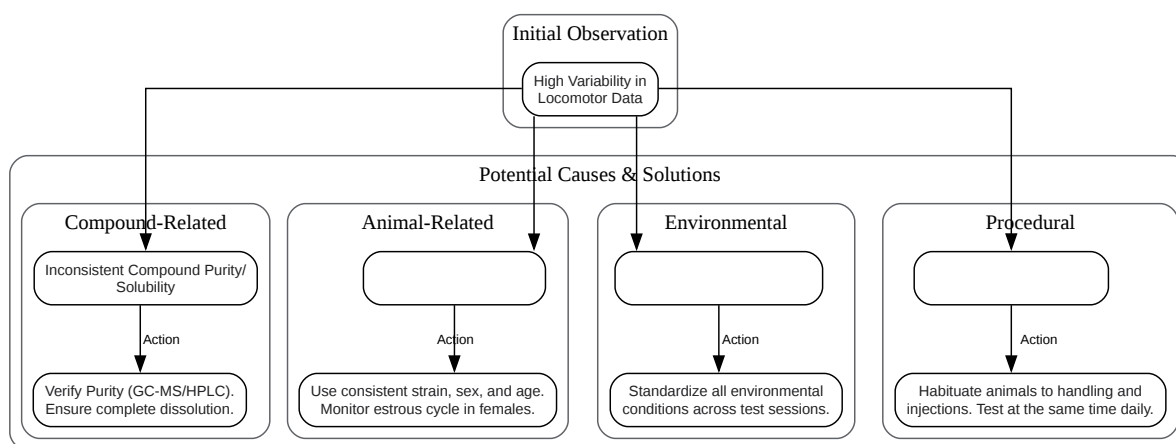 Initial Observation
High Variability in
Locomotor Data
Potential Causes & Solutions
Compound-Related
Inconsistent Compound Purity/
Solubility
Action
Verify Purity (GC-MS/HPLC).
Ensure complete dissolution.
Animal-Related
Action
Use consistent strain, sex, and age.
Monitor estrous cycle in females.
Environmental
Action
Standardize all environmental
conditions across test sessions.
Procedural
Action
Habituate animals to handling and
injections. Test at the same time daily.